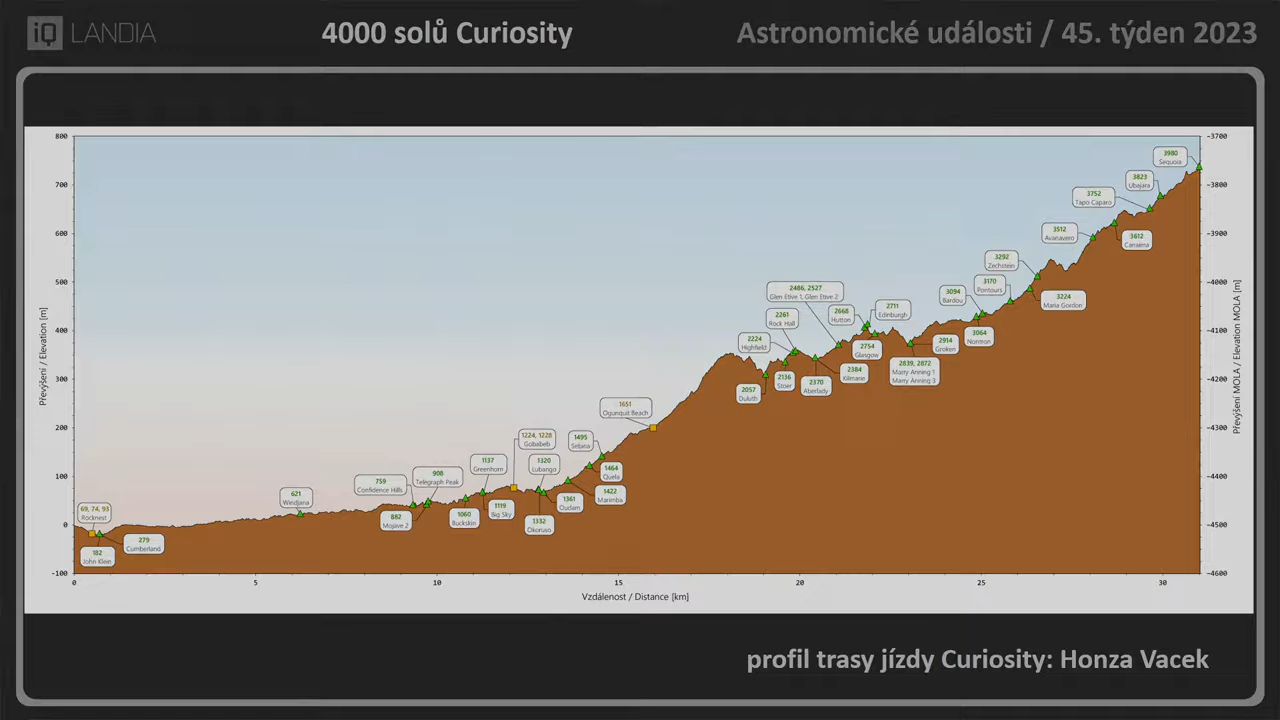 iQ LANDIA
4000 solů Curiosity
Astronomické události / 45. týden 2023
800
700
600
500
400
300
200
100
0
-100
Převýšení / Elevation [m]
69, 74, 93
Rocknest
182
John Klein
279
Cumberland
621
Windjana
759
Confidence Hills
882
Mojave 2
908
Telegraph Peak
1060
Buckskin
1137
Greenhorn
1119
Big Sky
1224, 1228
Gobabeb
1320
Lubango
1332
Okoruso
1361
Oudam
1495
Sebina
1464
Quela
1422
Marimba
1651
Ogunquit Beach
2057
Duluth
2224
Highfield
2136
Stoer
2261
Rock Hall
2486, 2527
Glen Etive 1, Glen Etive 2
2370
Aberlady
2384
Kilmarie
2668
Hutton
2711
Edinburgh
2754
Glasgow
2839, 2872
Marry Anning 1
Marry Anning 3
2914
Groken
3094
Bardou
3064
Nontron
3170
Pontours
3292
Zechstein
3224
Maria Gordon
3512
Avanavero
3612
Canaima
3752
Tapo Caparo
3823
Ubajara
3980
Sequoia
-3700
-3800
-3900
-4000
-4100
-4200
-4300
-4400
-4500
-4600
Převýšení MOLA / Elevation MOLA [m]
0 5 10 15 20 25 30
Vzdálenost / Distance [km]
profil trasy jízdy Curiosity: Honza Vacek